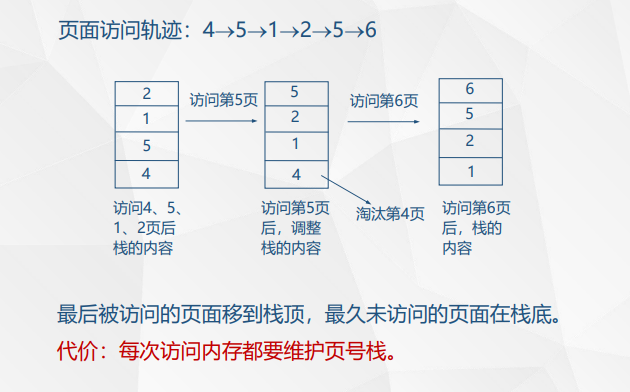 页面访问轨迹：4→5→1→2→5→6
2
1
5
4
访问第5页
5
2
1
4
访问第6页
6
5
2
1
淘汰第4页
访问4、5、
1、2页后
栈的内容
访问第5页
后，调整
栈的内容
访问第6页
后，栈的
内容
最后被访问的页面移到栈顶，最久未访问的页面在栈底。
代价：每次访问内存都要维护页号栈。